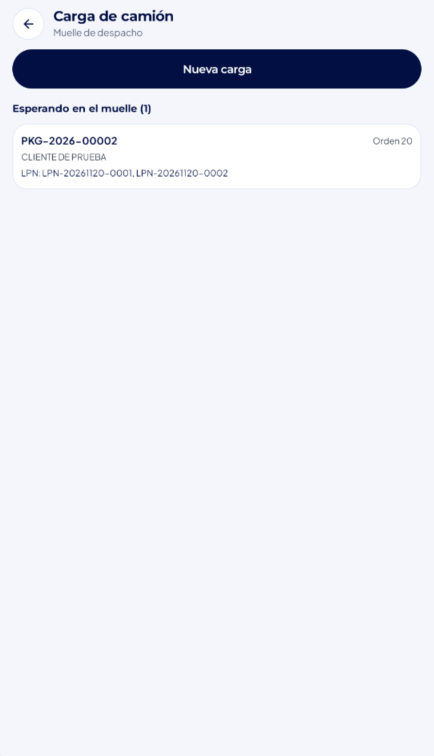 Carga de camión
Muelle de despacho
Nueva carga
Esperando en el muelle (1)
PKG-2026-00002
Orden 20
CLIENTE DE PRUEBA
LPN: LPN-20261120-0001, LPN-20261120-0002